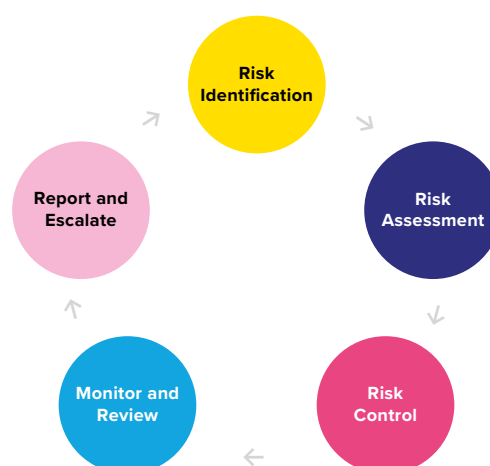 Risk
Identification
Risk
Assessment
Risk
Control
Monitor and
Review
Report and
Escalate